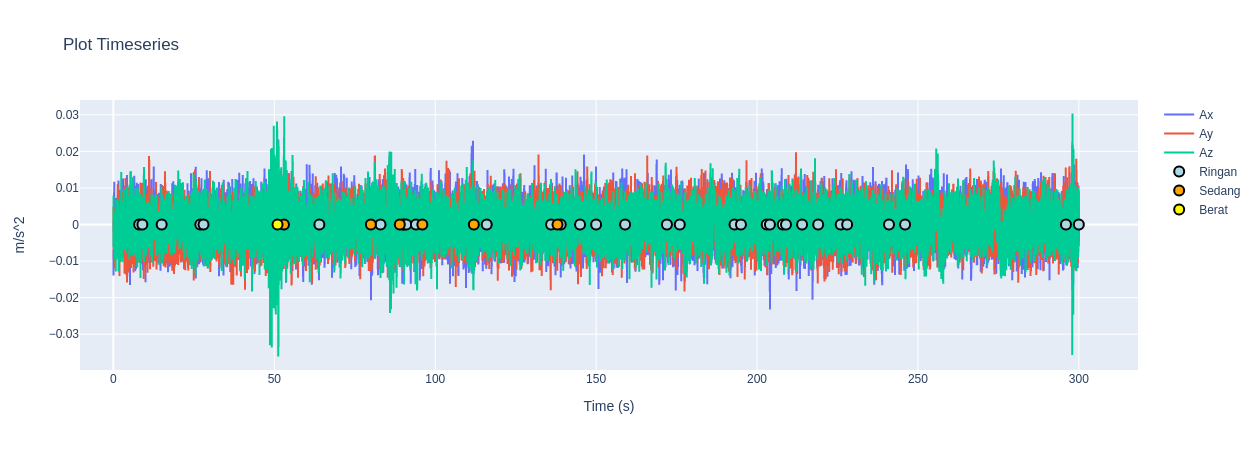 Plot Timeseries
0.03
0.02
0.01
0
−0.01
−0.02
−0.03
m/s^2
0
50
100
150
200
250
300
Time (s)
Ax
Ay
Az
Ringan
Sedang
Berat